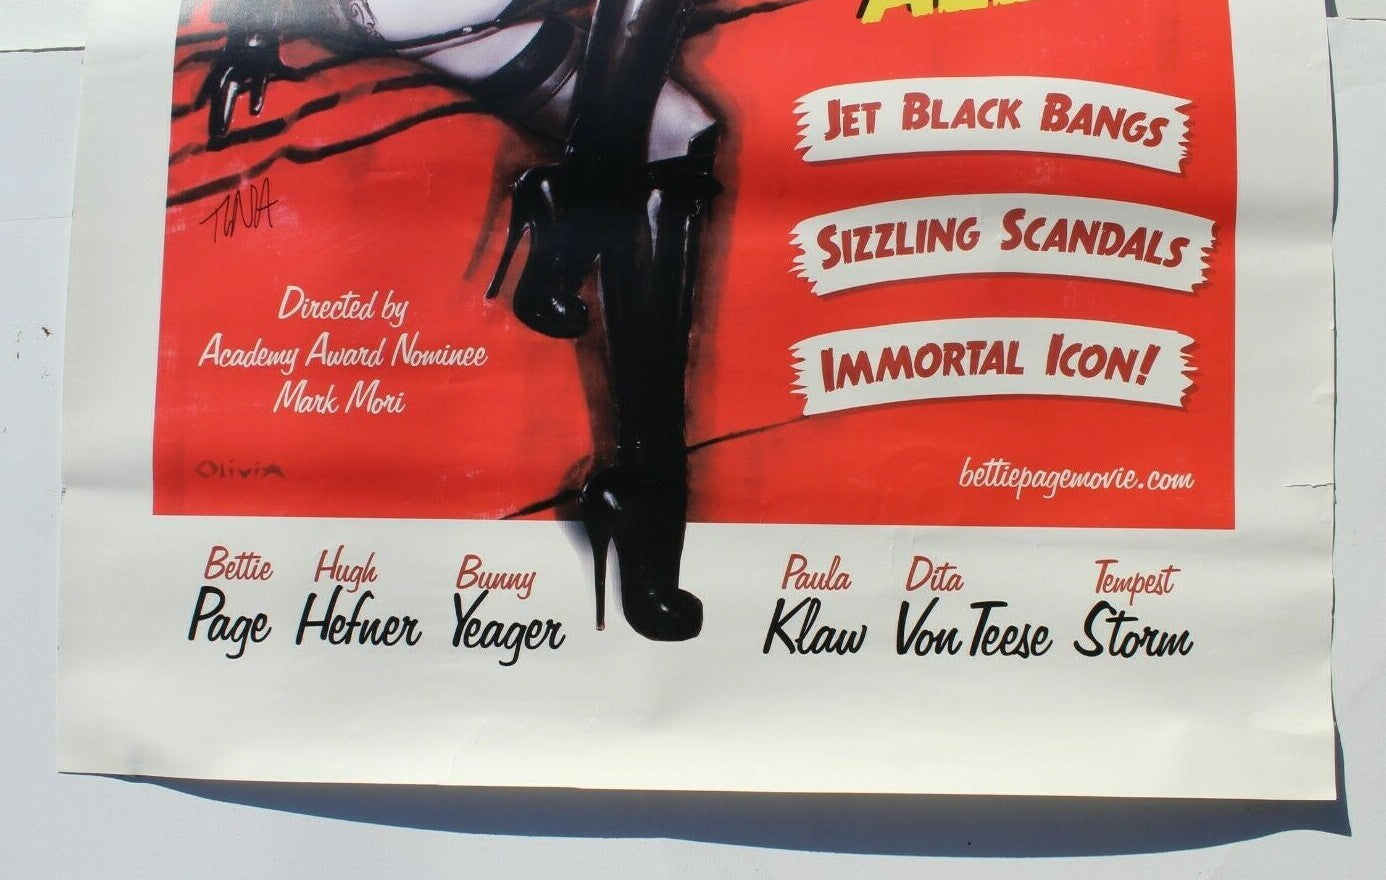 Jet Black Bangs
Sizzling Scandals
Immortal Icon!
Directed by
Academy Award Nominee
Mark Mori
Olivia
bettiepagemovie.com
Bettie Page
Hugh Hefner
Bunny Yeager
Paula Klaw
Dita Von Teese
Tempest Storm